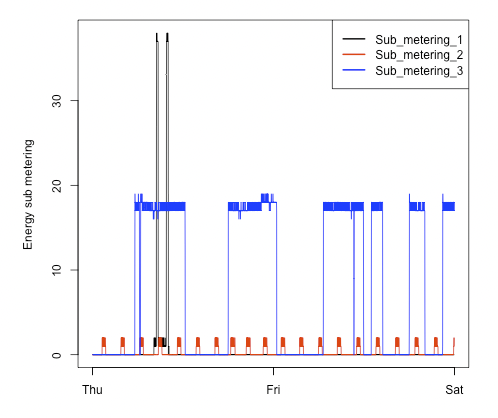 Sub_metering_1
Sub_metering_2
Sub_metering_3
Energy sub metering
30
20
10
0
Thu Fri Sat